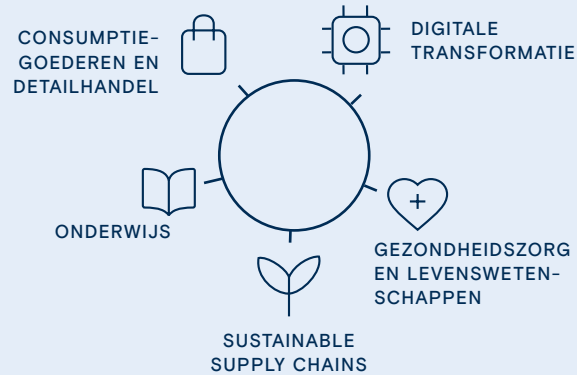 CONSUMPTIE-
GOEDEREN EN
DETAILHANDEL
DIGITALE
TRANSFORMATIE
ONDERWIJS
GEZONDHEIDSZORG
EN LEVENSWETEN-
SCHAPPEN
SUSTAINABLE
SUPPLY CHAINS